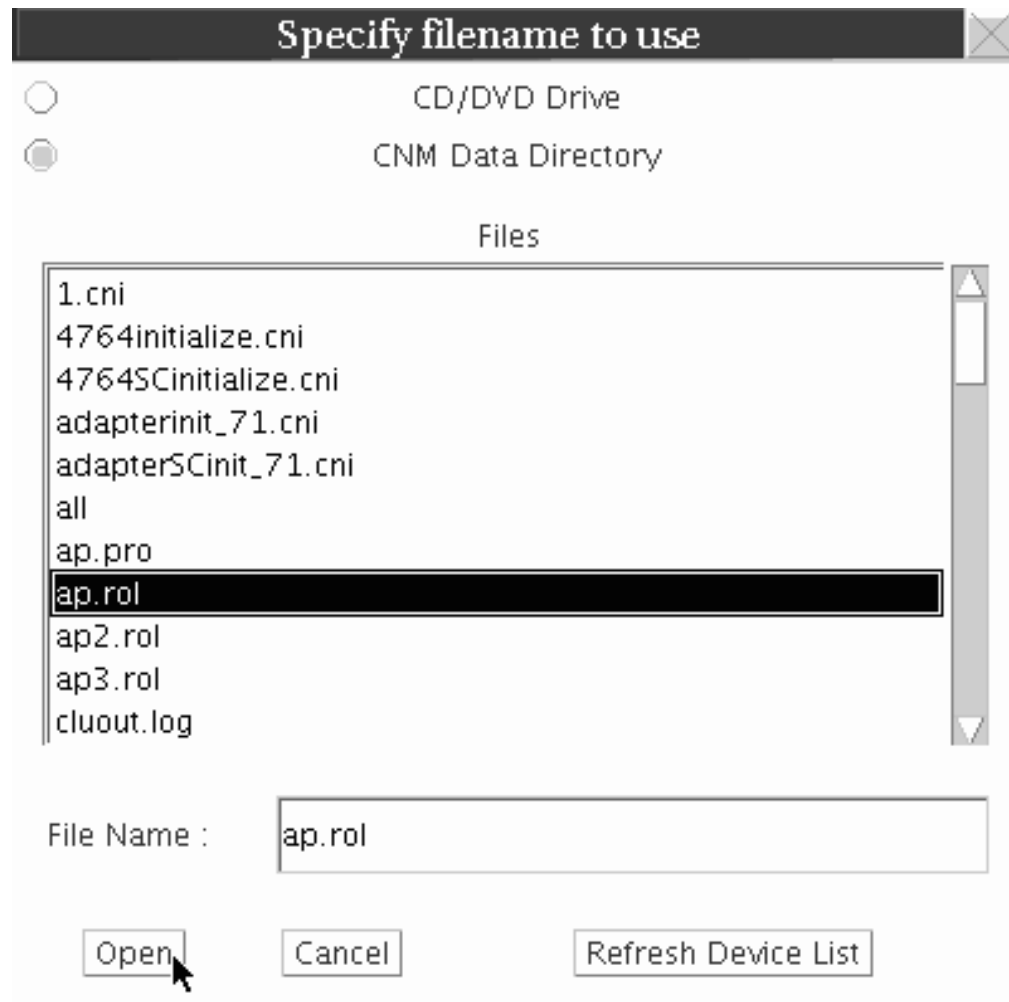 Specify filename to use
CD/DVD Drive
CNM Data Directory
Files
1.cni
4764initialize.cni
4764SCinitialize.cni
adapterinit_71.cni
adapterSCinit_71.cni
all
ap.pro
ap.rol
ap2.rol
ap3.rol
cluout.log
File Name : ap.rol
Open Cancel Refresh Device List